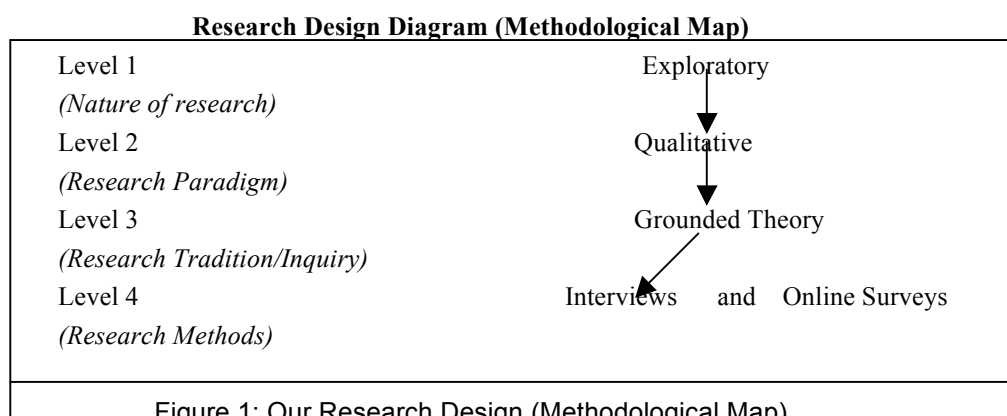 Research Design Diagram (Methodological Map)
Level 1 Exploratory
(Nature of research)
Level 2 Qualitative
(Research Paradigm)
Level 3 Grounded Theory
(Research Tradition/Inquiry)
Level 4 Interviews and Online Surveys
(Research Methods)
Figure 1: Our Research Design (Methodological Map)